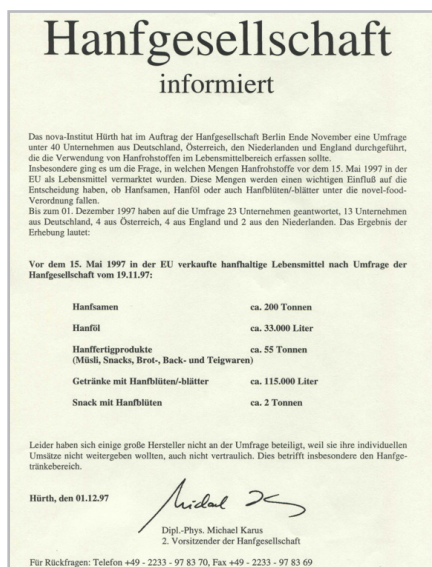 Hanfgesellschaft
informiert
Das nova-Institut Hürth hat im Auftrag der Hanfgesellschaft Berlin Ende November eine Umfrage
unter 40 Unternehmen aus Deutschland, Österreich, den Niederlanden und England durchgeführt,
die die Verwendung von Hanfrohstoffen im Lebensmittelbereich erfassen sollte.
Insbesondere ging es um die Frage, in welchen Mengen Hanfrohstoffe vor dem 15. Mai 1997 in der
EU als Lebensmittel vermarktet wurden. Diese Mengen werden einen wichtigen Einfluß auf die
Entscheidung haben, ob Hanfsamen, Hanföl oder auch Hanfblüten/-blätter unter die novel-food-
Verordnung fallen.
Bis zum 01. Dezember 1997 haben auf die Umfrage 23 Unternehmen geantwortet, 13 Unternehmen
aus Deutschland, 4 aus Österreich, 4 aus England und 2 aus den Niederlanden. Das Ergebnis der
Erhebung lautet:
Vor dem 15. Mai 1997 in der EU verkaufte hanfhaltige Lebensmittel nach Umfrage der
Hanfgesellschaft vom 19.11.97:
Hanfsamen ca. 200 Tonnen
Hanföl ca. 33.000 Liter
Hanffertigprodukte ca. 55 Tonnen
(Müsli, Snacks, Brot-, Back- und Teigwaren)
Getränke mit Hanfblüten/-blätter ca. 115.000 Liter
Snack mit Hanfblüten ca. 2 Tonnen
Leider haben sich einige große Hersteller nicht an der Umfrage beteiligt, weil sie ihre individuellen
Umsätze nicht weitergeben wollten, auch nicht vertraulich. Dies betrifft insbesondere den Hanfge-
tränkebereich.
Hürth, den 01.12.97
Dipl.-Phys. Michael Karus
2. Vorsitzender der Hanfgesellschaft
Für Rückfragen: Telefon +49 - 2233 - 97 83 70, Fax +49 - 2233 - 97 83 69